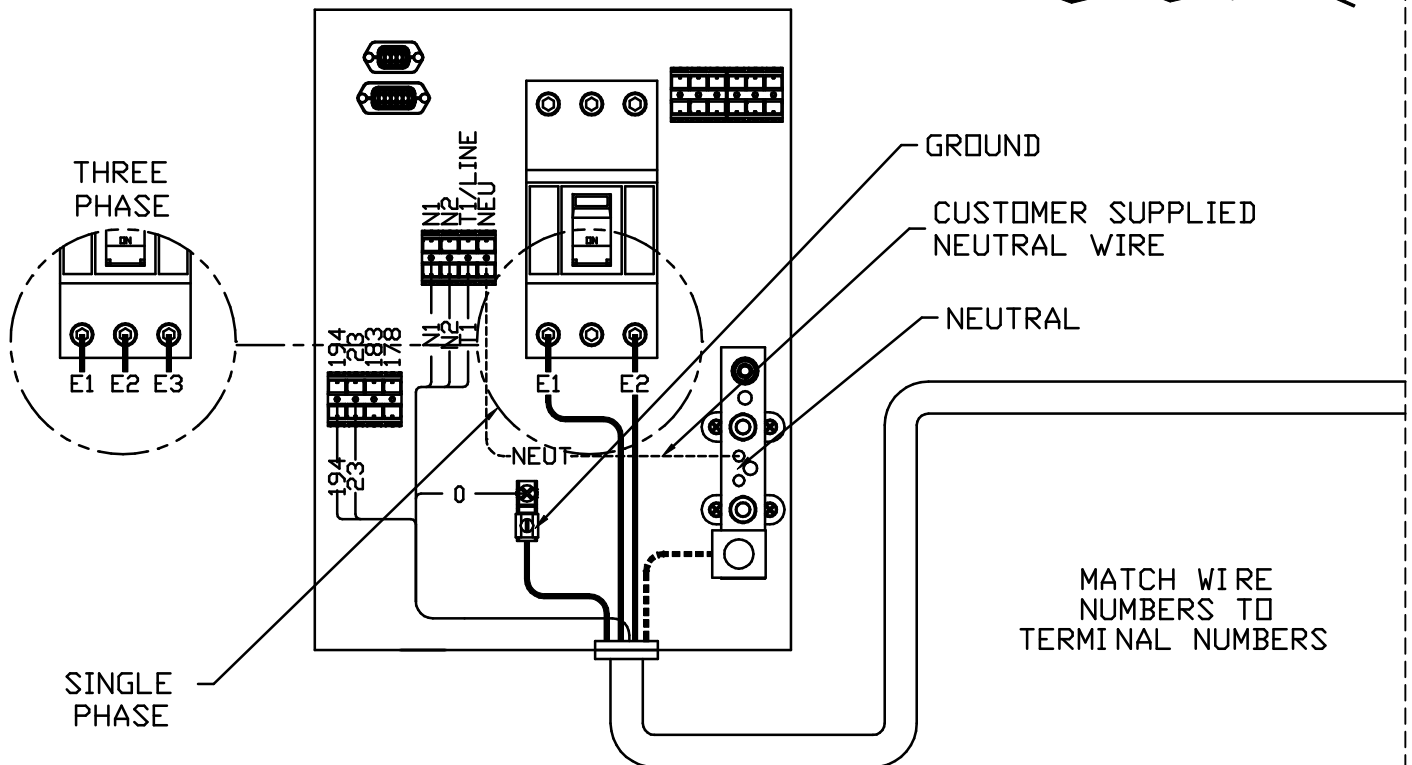 THREE
PHASE
ON
E1 E2 E3
N1
N2
T1/LINE
NEU
ON
194
23
183
178
N1
N2
T1
E1
E2
NEUT
194
23
0
GROUND
CUSTOMER SUPPLIED
NEUTRAL WIRE
NEUTRAL
MATCH WIRE
NUMBERS TO
TERMINAL NUMBERS
SINGLE
PHASE